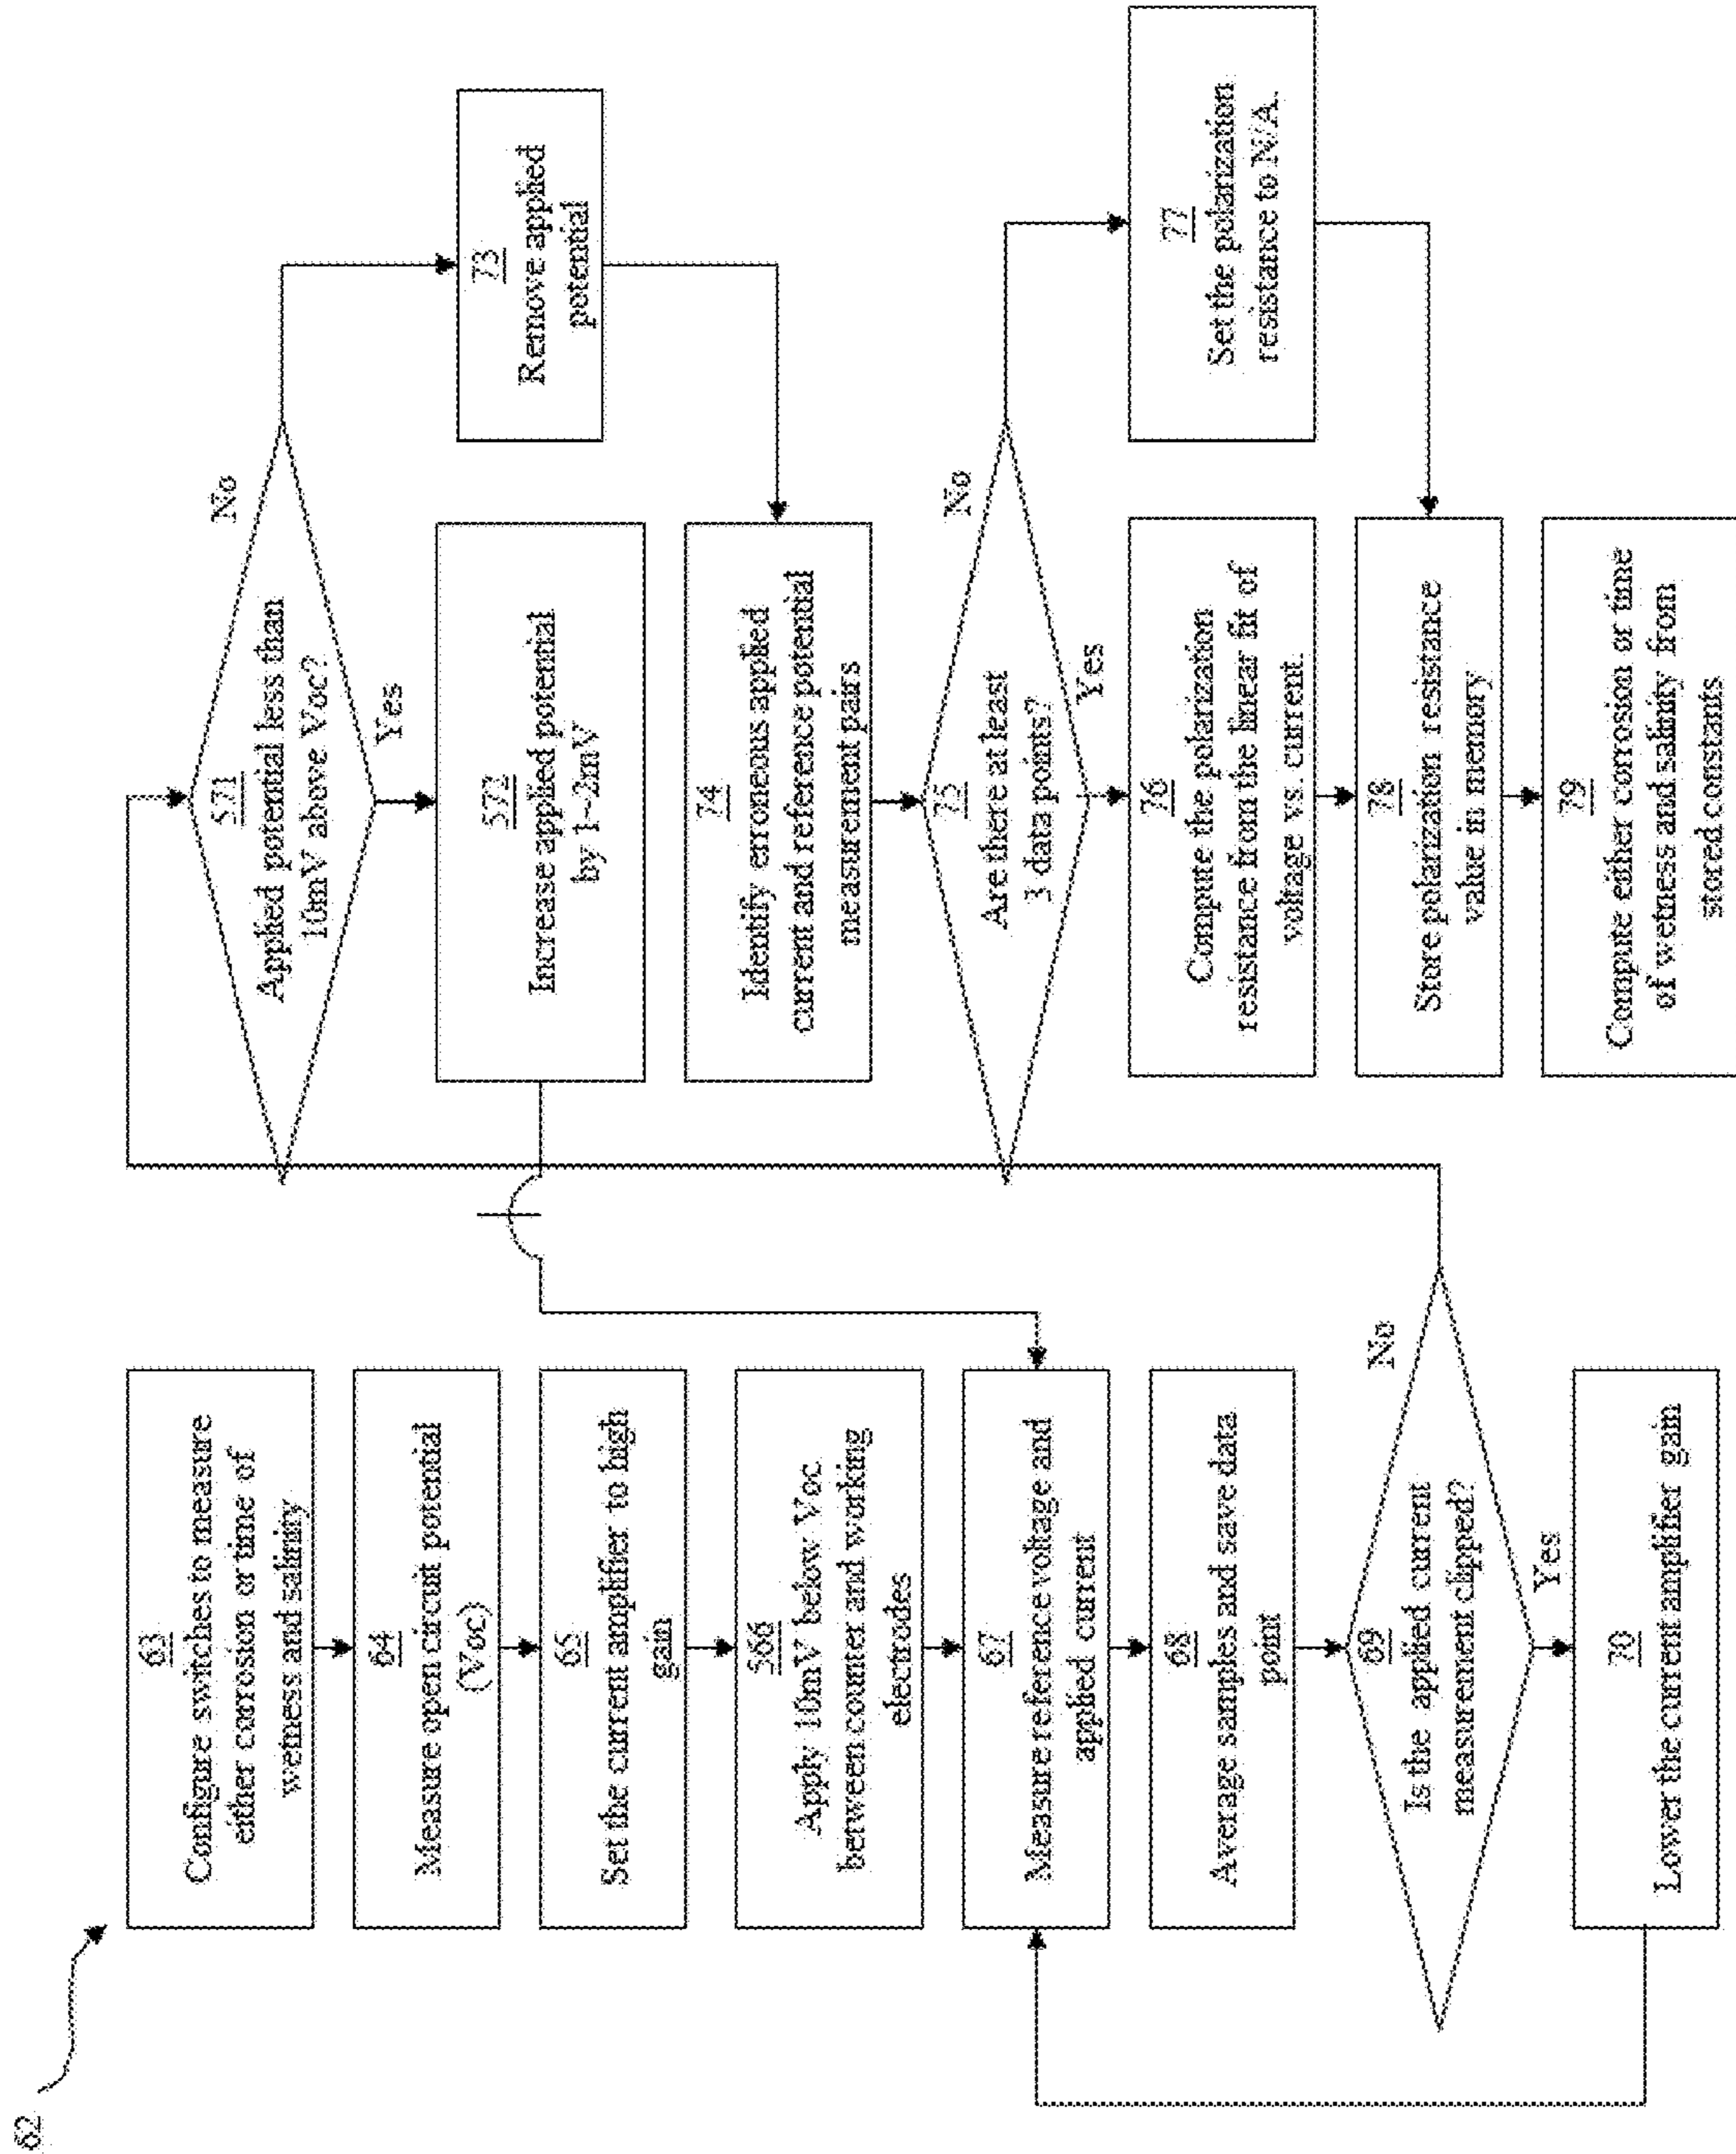 62
63
Configure switches to measure
either corrosion or time of
wetness and salinity
64
Measure open circuit potential
(Voc)
65
Set the current amplifier to high
gain
566
Apply 10mV below Voc
between counter and working
electrodes
67
Measure reference voltage and
applied current
68
Average samples and save data
point
69
Is the applied current
measurement clipped?
No
Yes
70
Lower the current amplifier gain
571
Applied potential less than
10mV above Voc?
No
Yes
572
Increase applied potential
by 1-2mV
73
Remove applied
potential
74
Identify erroneous applied
current and reference potential
measurement pairs
75
Are there at least
3 data points?
No
Yes
76
Compute the polarization
resistance from the linear fit of
voltage vs. current.
77
Set the polarization
resistance to N/A.
78
Store polarization resistance
value in memory
79
Compute either corrosion or time
of wetness and salinity from
stored constants